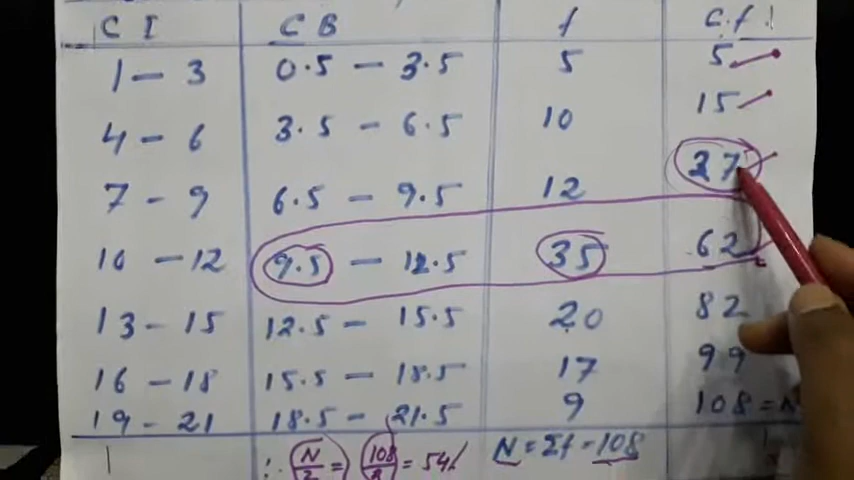 C I C B f c.f.
1 - 3 0.5 - 3.5 5 5
4 - 6 3.5 - 6.5 10 15
7 - 9 6.5 - 9.5 12 27
10 - 12 9.5 - 12.5 35 62
13 - 15 12.5 - 15.5 20 82
16 - 18 15.5 - 18.5 17 99
19 - 21 18.5 - 21.5 9 108 = N
∴ N/2 = 108/2 = 54 N = Σf = 108